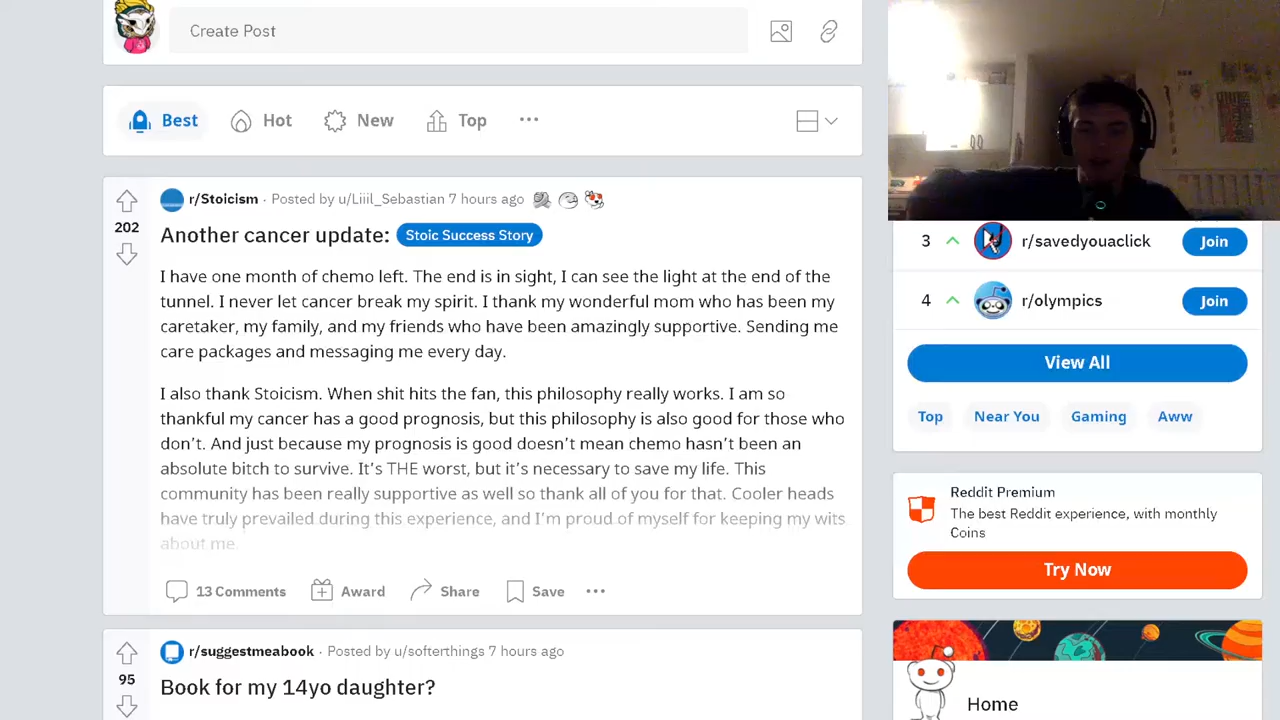 Create Post
Best
Hot
New
Top
r/Stoicism · Posted by u/Liiil_Sebastian 7 hours ago
202
Another cancer update: Stoic Success Story
I have one month of chemo left. The end is in sight, I can see the light at the end of the
tunnel. I never let cancer break my spirit. I thank my wonderful mom who has been my
caretaker, my family, and my friends who have been amazingly supportive. Sending me
care packages and messaging me every day.
I also thank Stoicism. When shit hits the fan, this philosophy really works. I am so
thankful my cancer has a good prognosis, but this philosophy is also good for those who
don’t. And just because my prognosis is good doesn’t mean chemo hasn’t been an
absolute bitch to survive. It’s THE worst, but it’s necessary to save my life. This
community has been really supportive as well so thank all of you for that. Cooler heads
have truly prevailed during this experience, and I’m proud of myself for keeping my wits
about me.
13 Comments
Award
Share
Save
r/suggestmeabook · Posted by u/softerthings 7 hours ago
95
Book for my 14yo daughter?
3 r/savedyouaclick Join
4 r/olympics Join
View All
Top
Near You
Gaming
Aww
Reddit Premium
The best Reddit experience, with monthly
Coins
Try Now
Home